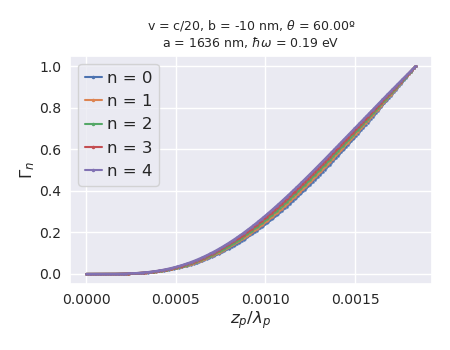 v = c/20, b = -10 nm, θ = 60.00º
a = 1636 nm, ℏω = 0.19 eV
1.0
0.8
0.6
0.4
0.2
0.0
Γn
n = 0
n = 1
n = 2
n = 3
n = 4
0.0000 0.0005 0.0010 0.0015
zp/λp